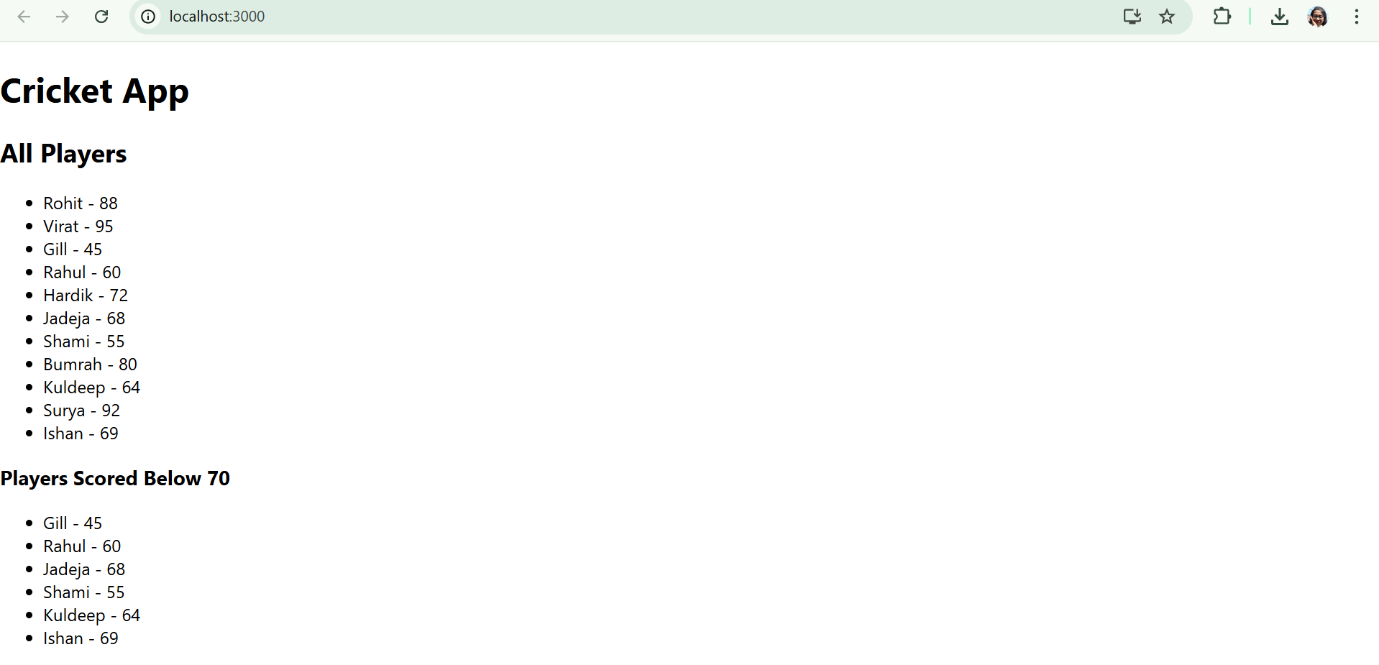 localhost:3000
Cricket App
All Players
Rohit - 88
Virat - 95
Gill - 45
Rahul - 60
Hardik - 72
Jadeja - 68
Shami - 55
Bumrah - 80
Kuldeep - 64
Surya - 92
Ishan - 69
Players Scored Below 70
Gill - 45
Rahul - 60
Jadeja - 68
Shami - 55
Kuldeep - 64
Ishan - 69